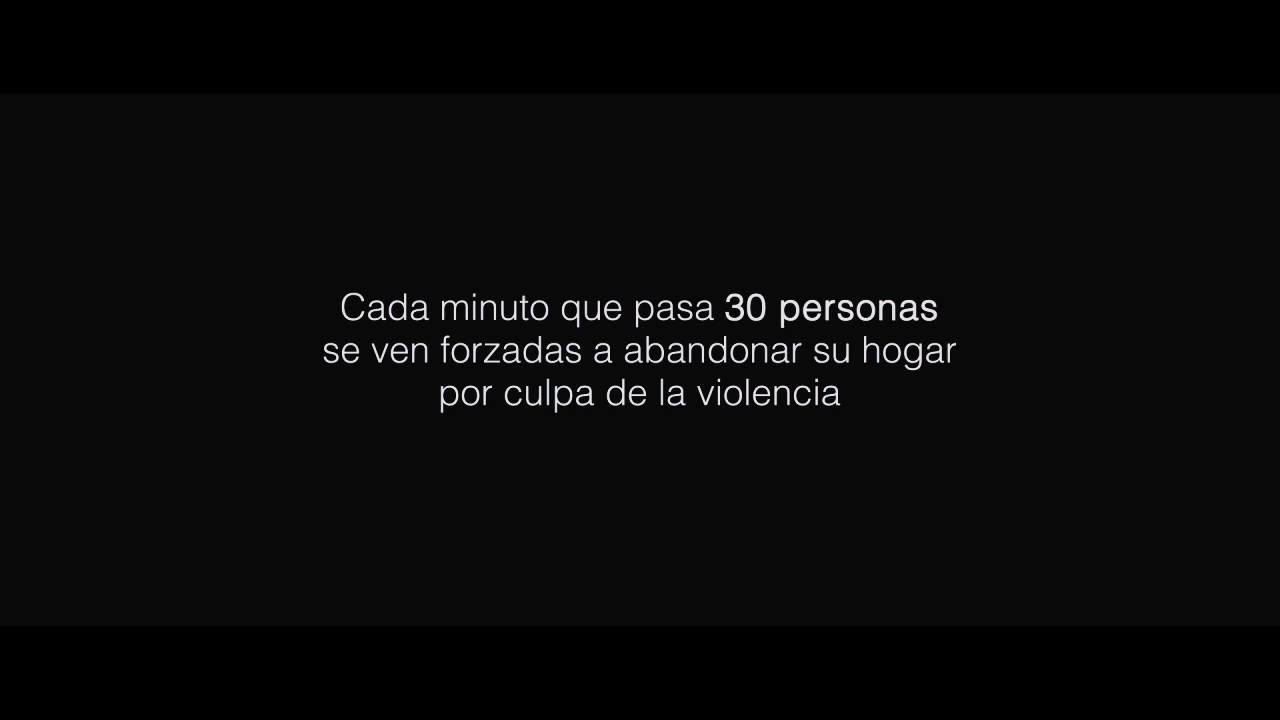 Cada minuto que pasa 30 personas
se ven forzadas a abandonar su hogar
por culpa de la violencia